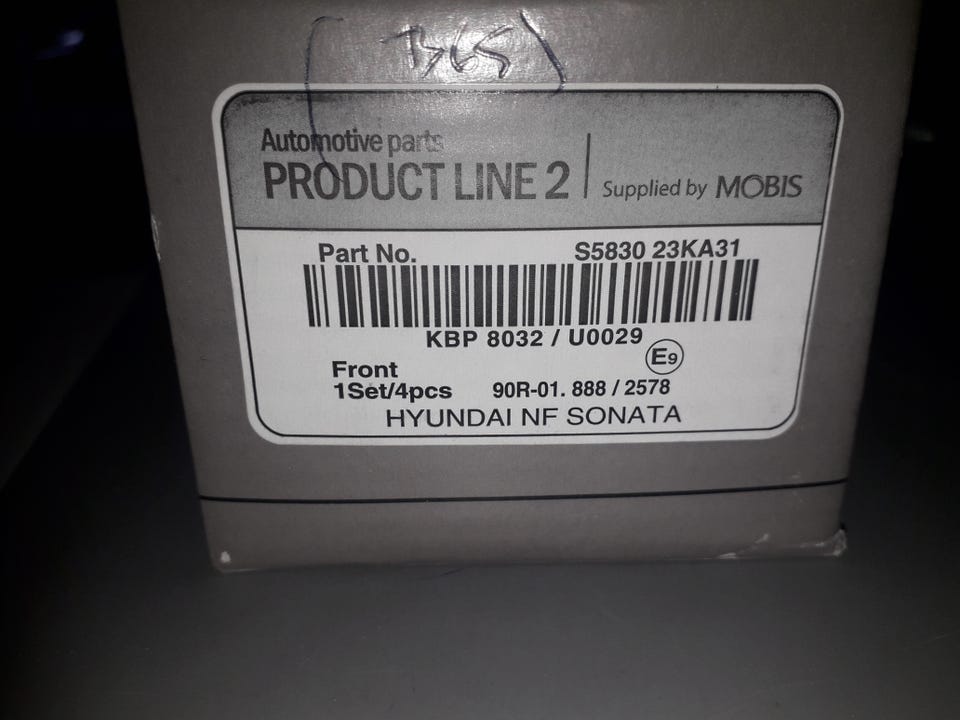 (B65)
Automotive parts
PRODUCT LINE 2 Supplied by MOBIS
Part No. S5830 23KA31
KBP 8032 / U0029
E9
Front
1Set/4pcs 90R-01. 888 / 2578
HYUNDAI NF SONATA